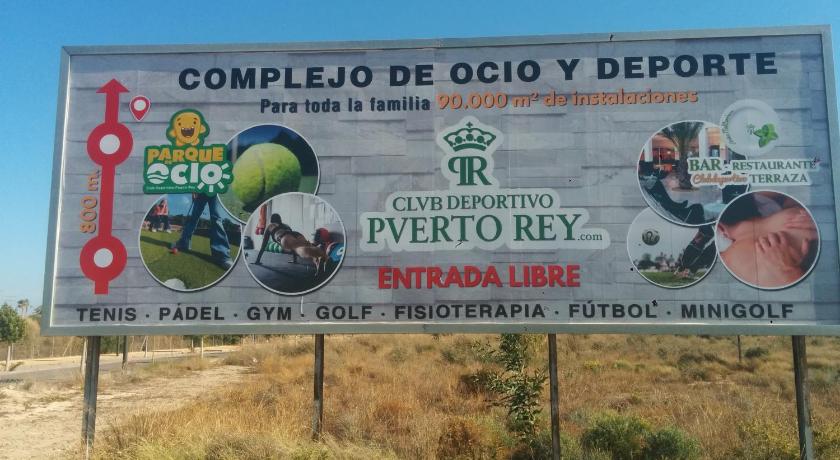 COMPLEJO DE OCIO Y DEPORTE
Para toda la familia 90.000 m² de instalaciones
800 m.
PARQUE
OCIO
CLVB DEPORTIVO
PVERTO REY.com
ENTRADA LIBRE
BAR - RESTAURANTE
Clubdeportivo TERRAZA
TENIS · PÁDEL · GYM · GOLF · FISIOTERAPIA · FÚTBOL · MINIGOLF